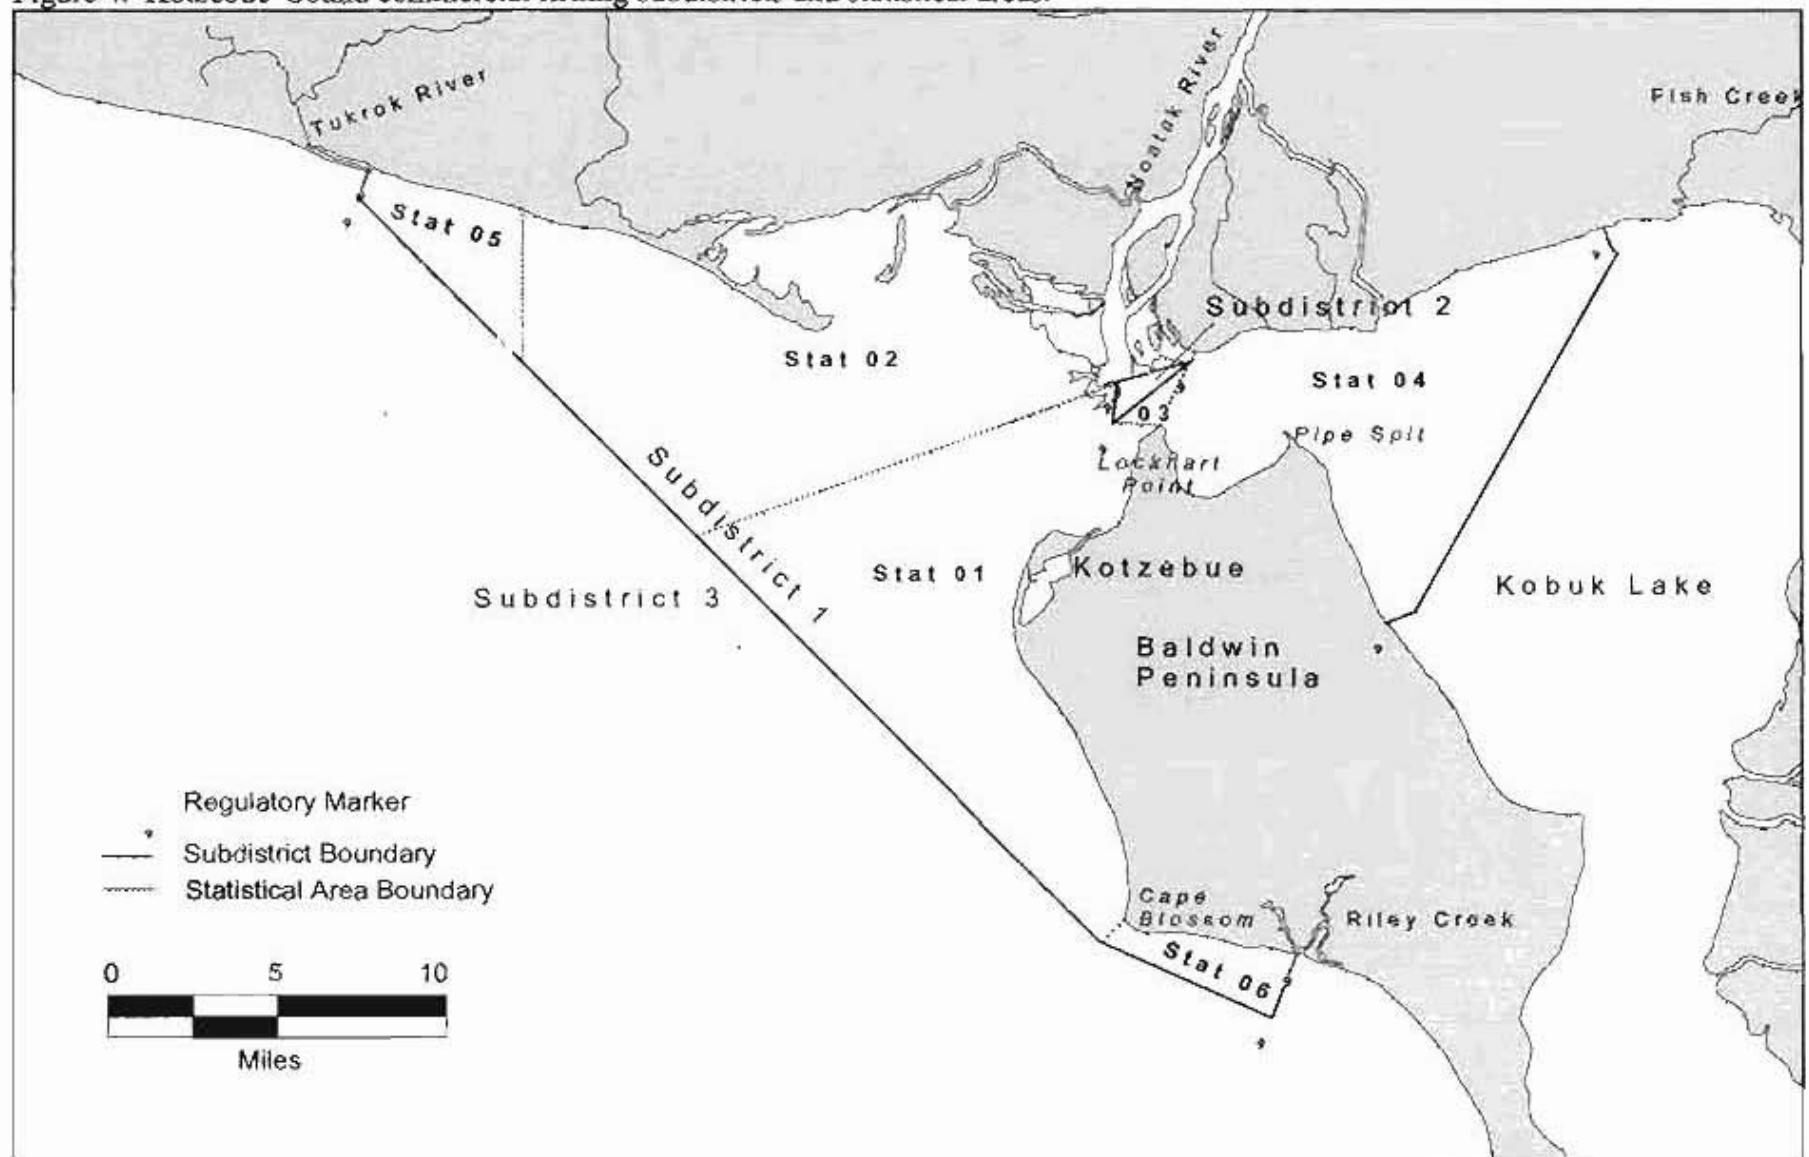 Tukrok River
Noatak River
Fish Creek
Stat 05
Subdistrict 2
Stat 02
Stat 04
03
Pipe Spit
Lockhart
Point
Subdistrict 1
Stat 01
Kotzebue
Subdistrict 3
Kobuk Lake
Baldwin
Peninsula
Regulatory Marker
Subdistrict Boundary
Statistical Area Boundary
Cape
Blossom
Riley Creek
Stat 06
0 5 10
Miles